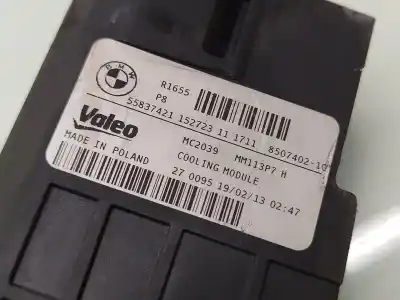 BMW
R1655
P8
55837421 152723 11 1711 8507402-10
Valeo
MC2039 MM113P7 H
MADE IN POLAND
COOLING MODULE
27 0095 19/02/13 02:47